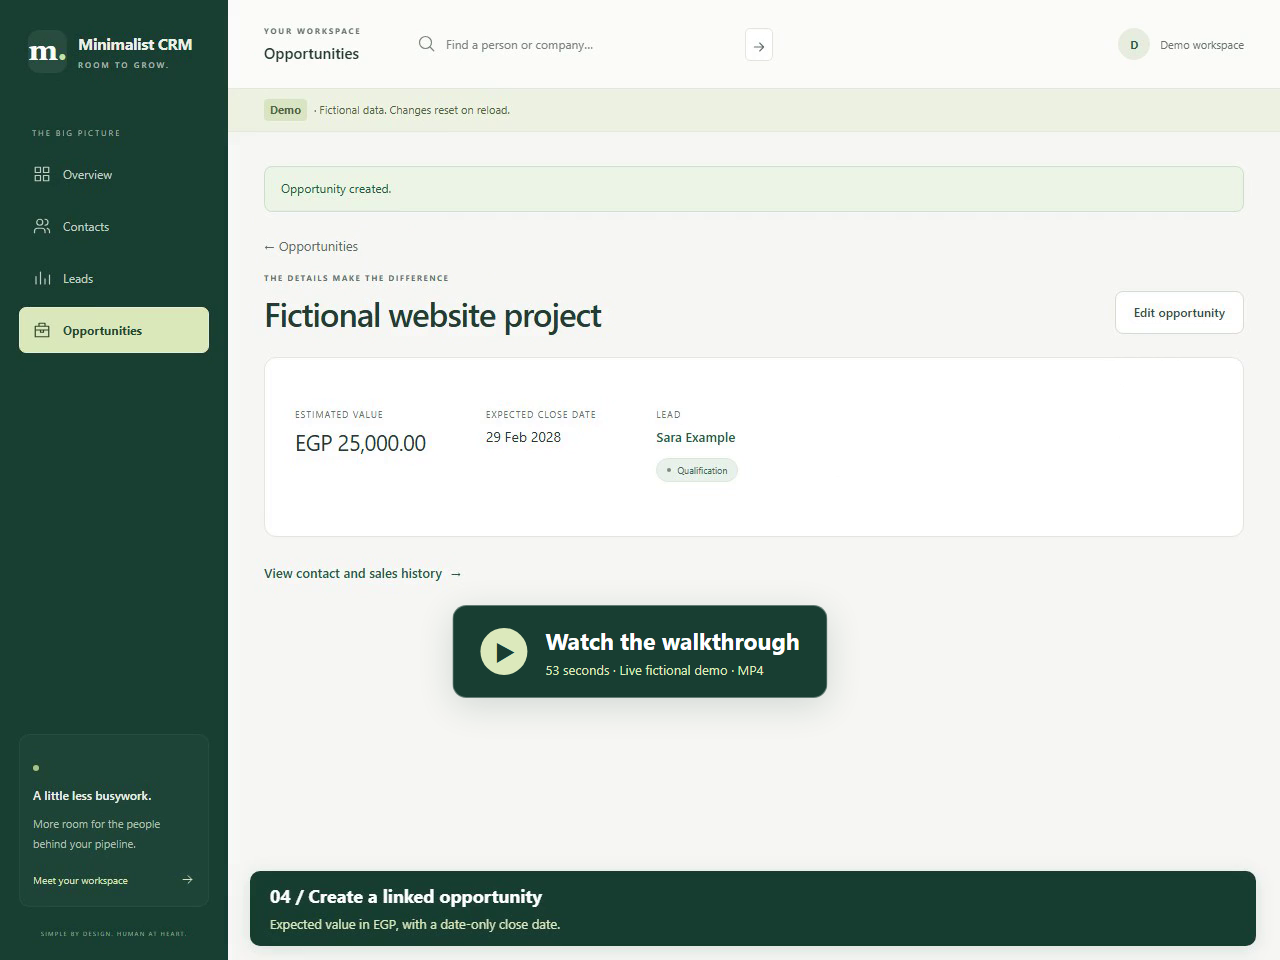 m.
Minimalist CRM
ROOM TO GROW.
THE BIG PICTURE
Overview
Contacts
Leads
Opportunities
A little less busywork.
More room for the people
behind your pipeline.
Meet your workspace →
SIMPLE BY DESIGN. HUMAN AT HEART.
YOUR WORKSPACE
Opportunities
Find a person or company...
→
D Demo workspace
Demo · Fictional data. Changes reset on reload.
Opportunity created.
← Opportunities
THE DETAILS MAKE THE DIFFERENCE
Fictional website project
Edit opportunity
ESTIMATED VALUE
EGP 25,000.00
EXPECTED CLOSE DATE
29 Feb 2028
LEAD
Sara Example
Qualification
View contact and sales history →
Watch the walkthrough
53 seconds · Live fictional demo · MP4
04 / Create a linked opportunity
Expected value in EGP, with a date-only close date.